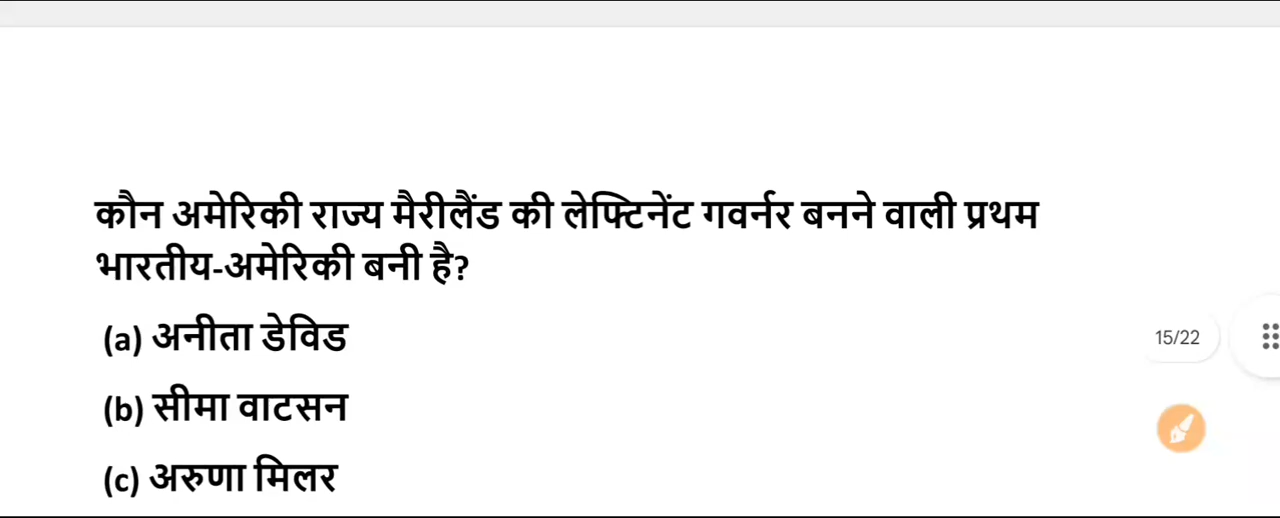 कौन अमेरिकी राज्य मैरीलैंड की लेफ्टिनेंट गवर्नर बनने वाली प्रथम
भारतीय-अमेरिकी बनी है?
(a) अनीता डेविड
15/22
(b) सीमा वाटसन
(c) अरुणा मिलर